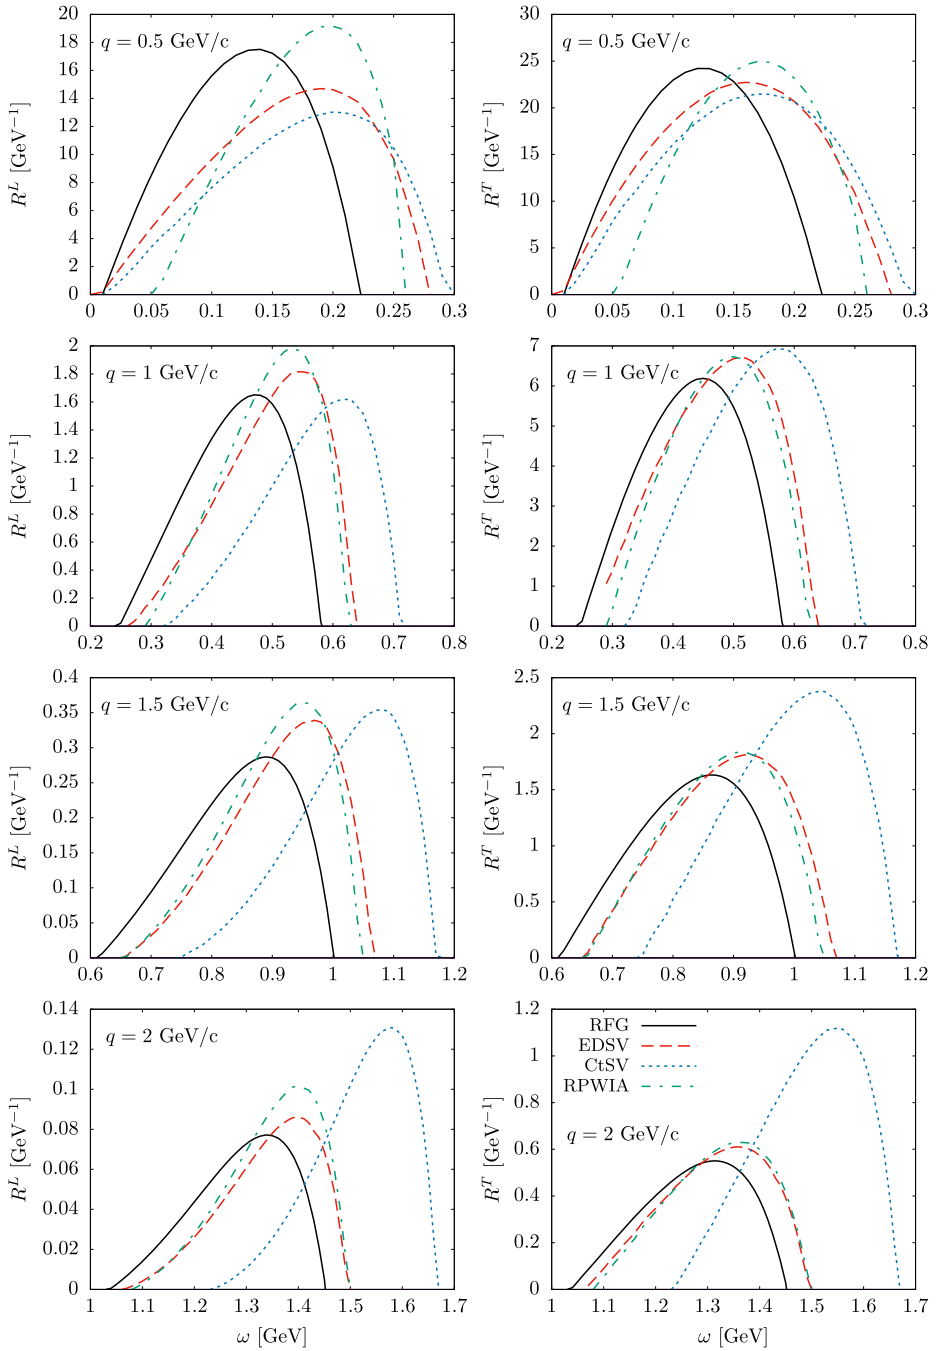 20
18
16
14
12
10
8
6
4
2
0
R^L [GeV^−1]
q = 0.5 GeV/c
0 0.05 0.1 0.15 0.2 0.25 0.3
30
25
20
15
10
5
0
R^T [GeV^−1]
q = 0.5 GeV/c
0 0.05 0.1 0.15 0.2 0.25 0.3
2
1.8
1.6
1.4
1.2
1
0.8
0.6
0.4
0.2
0
R^L [GeV^−1]
q = 1 GeV/c
0.2 0.3 0.4 0.5 0.6 0.7 0.8
7
6
5
4
3
2
1
0
R^T [GeV^−1]
q = 1 GeV/c
0.2 0.3 0.4 0.5 0.6 0.7 0.8
0.4
0.35
0.3
0.25
0.2
0.15
0.1
0.05
0
R^L [GeV^−1]
q = 1.5 GeV/c
0.6 0.7 0.8 0.9 1 1.1 1.2
2.5
2
1.5
1
0.5
0
R^T [GeV^−1]
q = 1.5 GeV/c
0.6 0.7 0.8 0.9 1 1.1 1.2
0.14
0.12
0.1
0.08
0.06
0.04
0.02
0
R^L [GeV^−1]
q = 2 GeV/c
1 1.1 1.2 1.3 1.4 1.5 1.6 1.7
ω [GeV]
1.2
1
0.8
0.6
0.4
0.2
0
R^T [GeV^−1]
RFG
EDSV
CtSV
RPWIA
q = 2 GeV/c
1 1.1 1.2 1.3 1.4 1.5 1.6 1.7
ω [GeV]